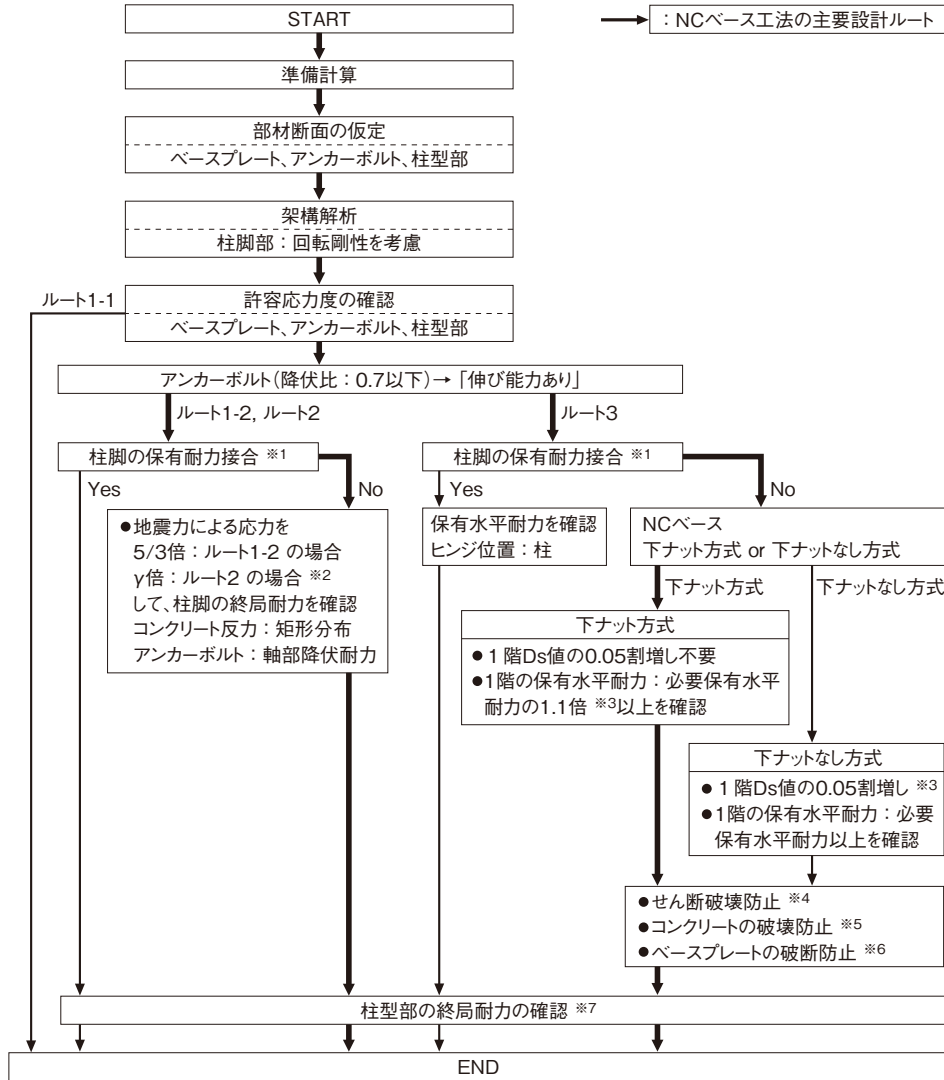 START
: NCベース工法の主要設計ルート
準備計算
部材断面の仮定
ベースプレート、アンカーボルト、柱型部
架構解析
柱脚部：回転剛性を考慮
ルート1-1
許容応力度の確認
ベースプレート、アンカーボルト、柱型部
アンカーボルト（降伏比：0.7以下）→「伸び能力あり」
ルート1-2, ルート2
ルート3
柱脚の保有耐力接合 ※1
柱脚の保有耐力接合 ※1
Yes
No
Yes
No
●地震力による応力を
5/3倍：ルート1-2 の場合
γ倍：ルート2 の場合 ※2
して、柱脚の終局耐力を確認
コンクリート反力：矩形分布
アンカーボルト：軸部降伏耐力
保有水平耐力を確認
ヒンジ位置：柱
NCベース
下ナット方式 or 下ナットなし方式
下ナット方式
下ナットなし方式
下ナット方式
●1階Ds値の0.05割増し不要
●1階の保有水平耐力：必要保有水平
耐力の1.1倍 ※3以上を確認
下ナットなし方式
●1階Ds値の0.05割増し ※3
●1階の保有水平耐力：必要
保有水平耐力以上を確認
●せん断破壊防止 ※4
●コンクリートの破壊防止 ※5
●ベースプレートの破断防止 ※6
柱型部の終局耐力の確認 ※7
END